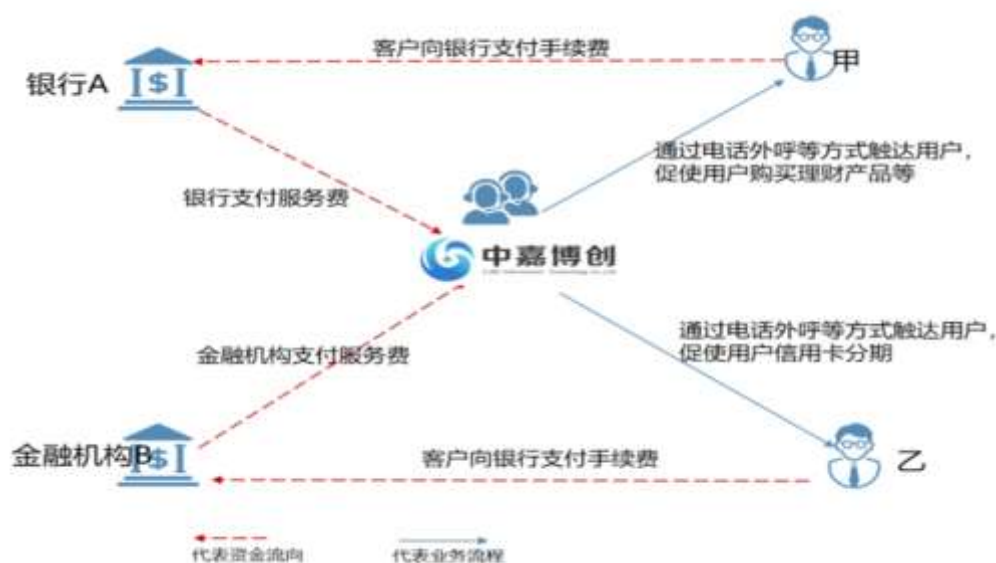 客户向银行支付手续费
甲
银行A
通过电话外呼等方式触达用户，
促使用户购买理财产品等
银行支付服务费
中嘉博创
通过电话外呼等方式触达用户，
促使用户信用卡分期
金融机构支付服务费
金融机构B
客户向银行支付手续费
乙
代表资金流向
代表业务流程